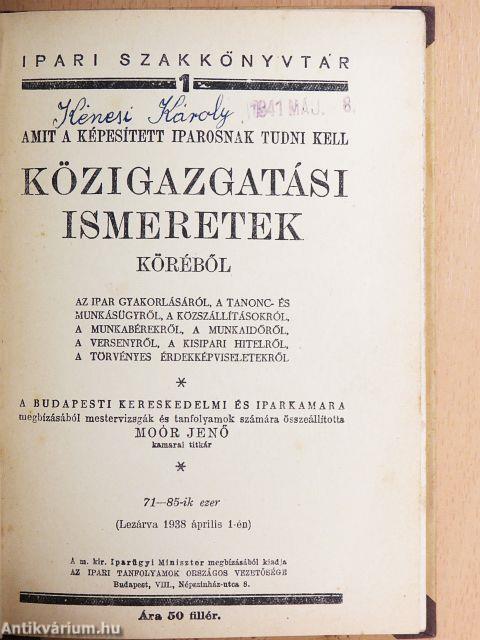 IPARI SZAKKÖNYVTÁR
1
Kénesi Károly 1941 MÁJ. 8.
AMIT A KÉPESÍTETT IPAROSNAK TUDNI KELL
KÖZIGAZGATÁSI
ISMERETEK
KÖRÉBŐL
AZ IPAR GYAKORLÁSÁRÓL, A TANONC- ÉS
MUNKÁSÜGYRŐL, A KÖZSZÁLLÍTÁSOKRÓL,
A MUNKABÉREKRŐL, A MUNKAIDŐRŐL,
A VERSENYRŐL, A KISIPARI HITELRŐL,
A TÖRVÉNYES ÉRDEKKÉPVISELETEKRŐL
*
A BUDAPESTI KERESKEDELMI ÉS IPARKAMARA
megbízásából mestervizsgák és tanfolyamok számára összeállította
MOÓR JENŐ
kamarai titkár
*
71—85-ik ezer
(Lezárva 1938 április 1-én)
A m. kir. Iparügyi Miniszter megbízásából kiadja
AZ IPARI TANFOLYAMOK ORSZÁGOS VEZETŐSÉGE
Budapest, VIII., Népszínház-utca 8.
Ára 50 fillér.
Antikvárium.hu